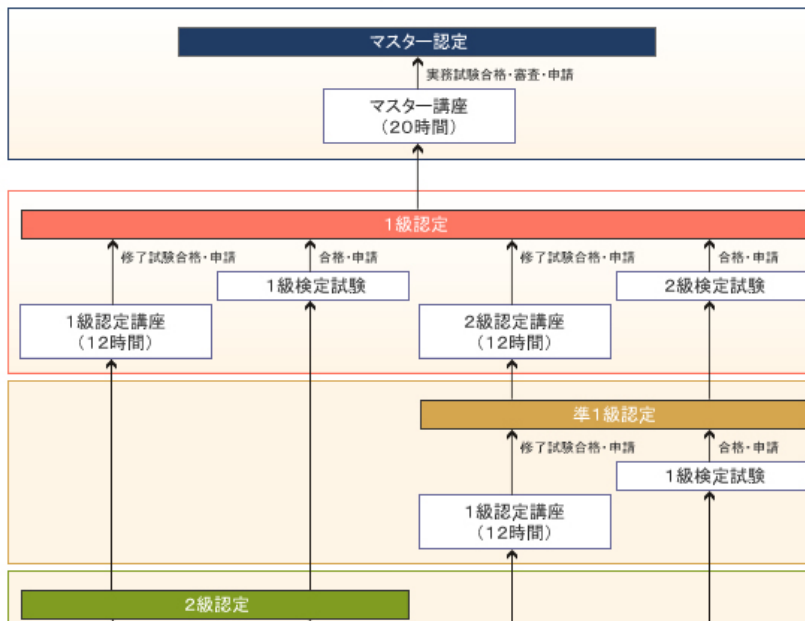 マスター認定
実務試験合格・審査・申請
マスター講座
(20時間)
1級認定
修了試験合格・申請
合格・申請
修了試験合格・申請
合格・申請
1級検定試験
2級検定試験
1級認定講座
(12時間)
2級認定講座
(12時間)
準1級認定
修了試験合格・申請
合格・申請
1級検定試験
1級認定講座
(12時間)
2級認定